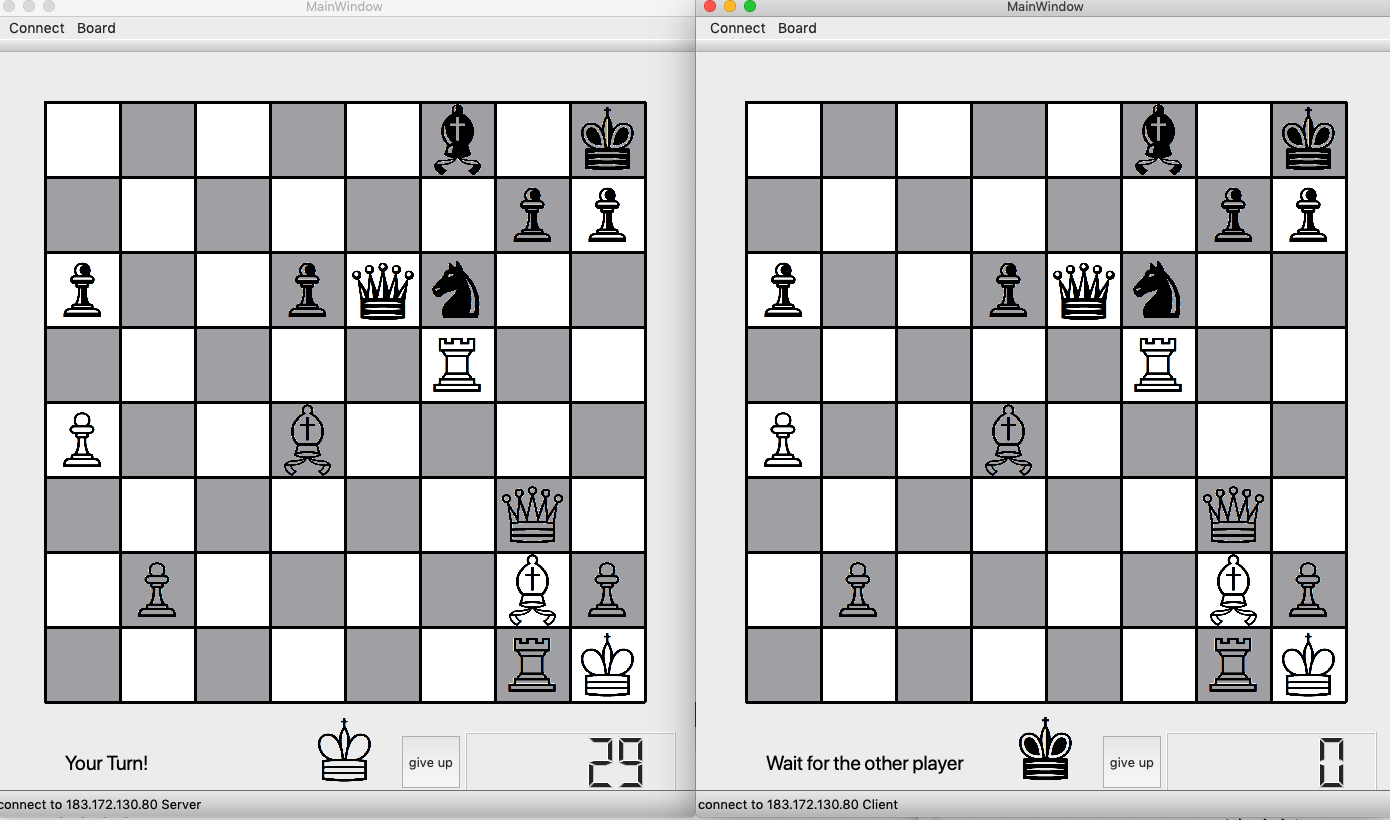 MainWindow
Connect Board
Your Turn!
give up
29
connect to 183.172.130.80 Server
MainWindow
Connect Board
Wait for the other player
give up
0
connect to 183.172.130.80 Client